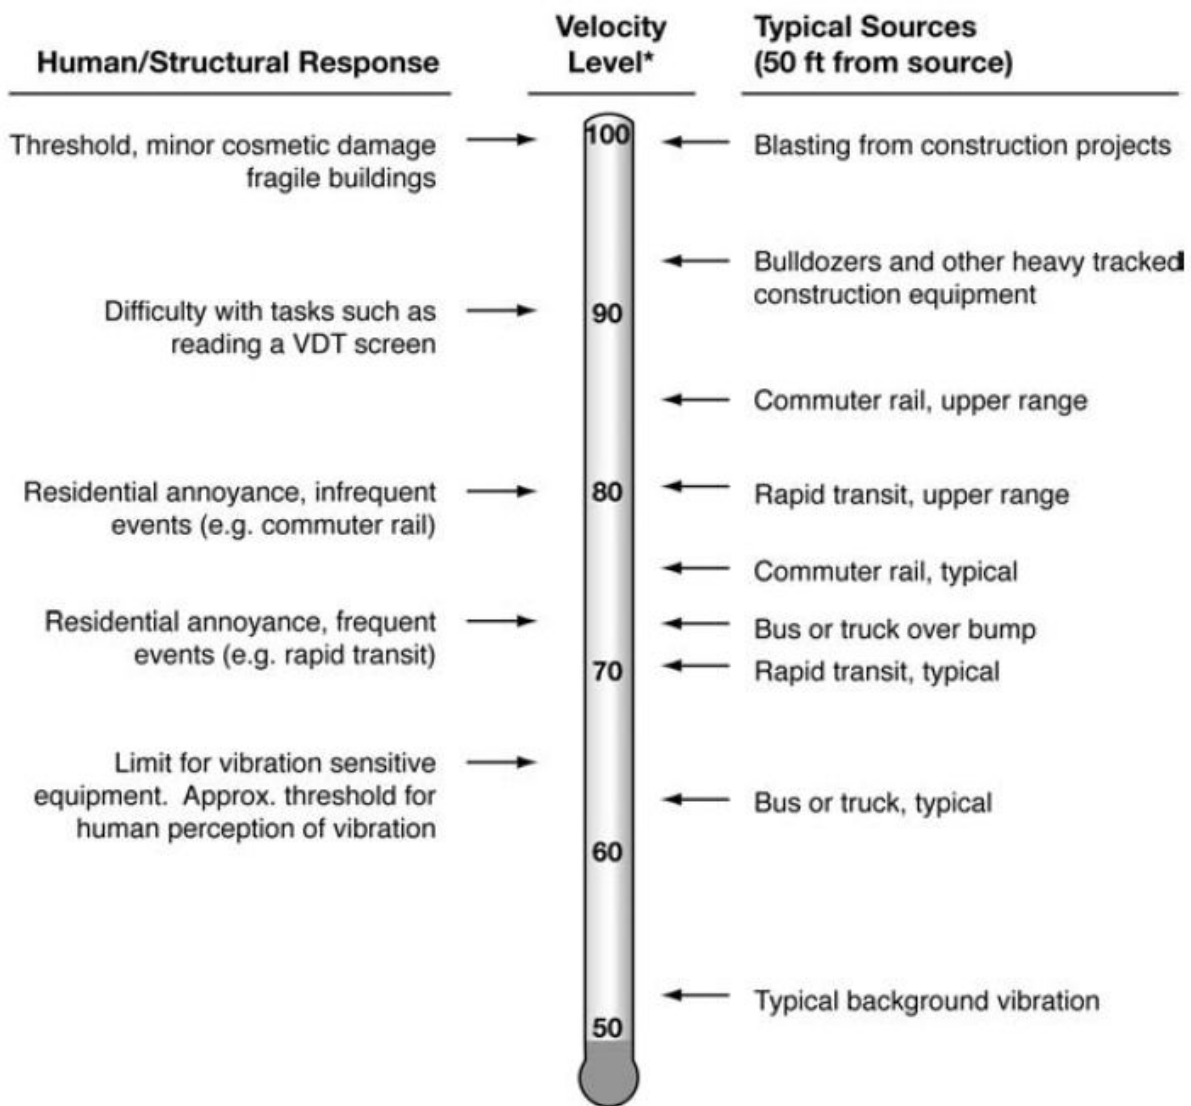 Human/Structural Response
Velocity
Level*
Typical Sources
(50 ft from source)
Threshold, minor cosmetic damage
fragile buildings
100
Blasting from construction projects
Bulldozers and other heavy tracked
construction equipment
Difficulty with tasks such as
reading a VDT screen
90
Commuter rail, upper range
Residential annoyance, infrequent
events (e.g. commuter rail)
80
Rapid transit, upper range
Commuter rail, typical
Residential annoyance, frequent
events (e.g. rapid transit)
Bus or truck over bump
70
Rapid transit, typical
Limit for vibration sensitive
equipment.  Approx. threshold for
human perception of vibration
Bus or truck, typical
60
Typical background vibration
50